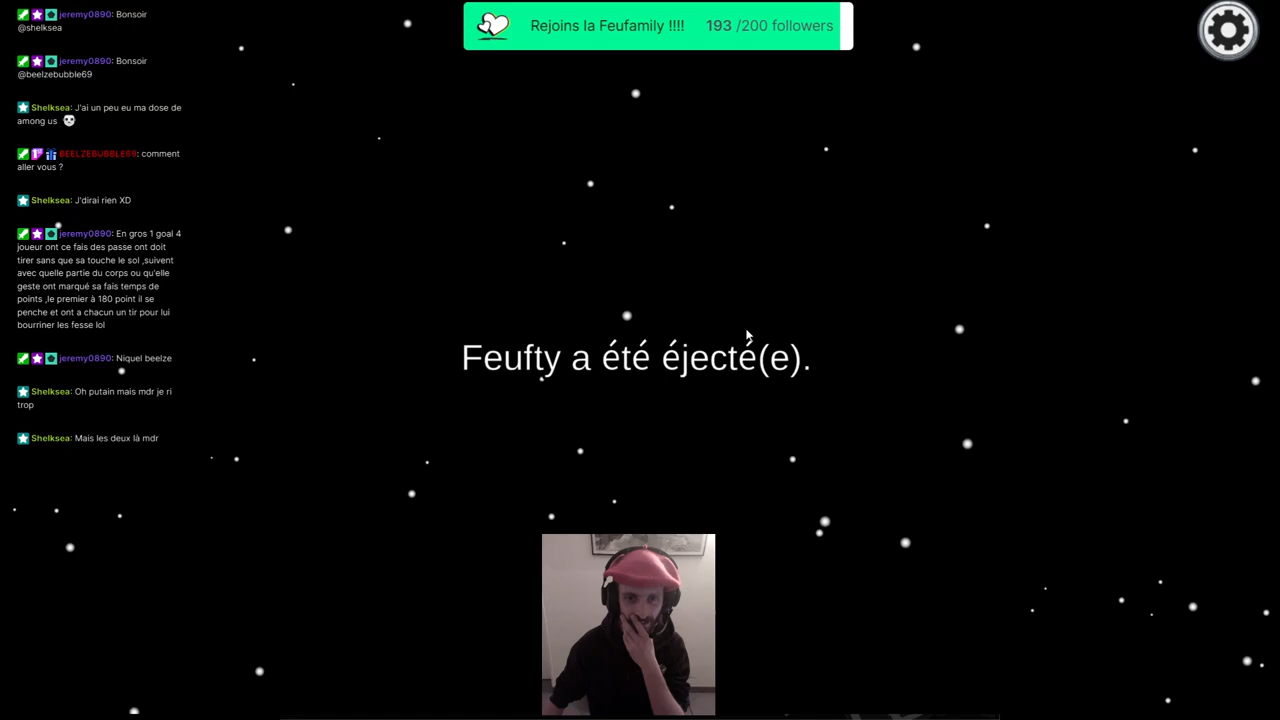 jeremy0890: Bonsoir
@shelksea
jeremy0890: Bonsoir
@beelzebubble69
Shelksea: J'ai un peu eu ma dose de
among us
BEELZEBUBBLE69: comment
aller vous ?
Shelksea: J'dirai rien XD
jeremy0890: En gros 1 goal 4
joueur ont ce fais des passe ont doit
tirer sans que sa touche le sol ,suivent
avec quelle partie du corps ou qu'elle
geste ont marqué sa fais temps de
points ,le premier à 180 point il se
penche et ont a chacun un tir pour lui
bourriner les fesse lol
jeremy0890: Niquel beelze
Shelksea: Oh putain mais mdr je ri
trop
Shelksea: Mais les deux là mdr
Rejoins la Feufamily !!!! 193 /200 followers
Feufty a été éjecté(e).